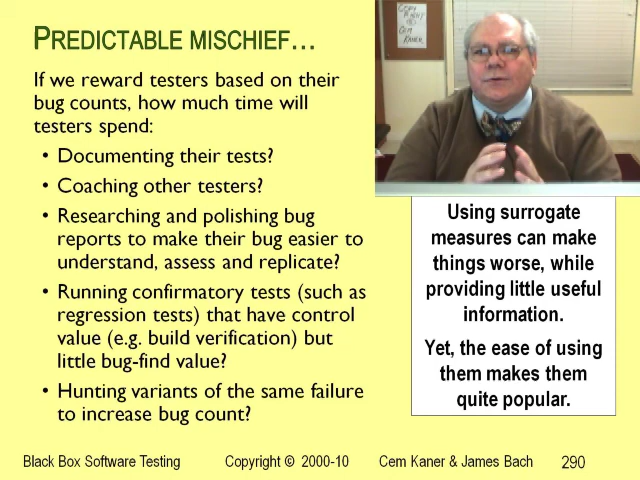 PREDICTABLE MISCHIEF…
If we reward testers based on their
bug counts, how much time will
testers spend:
• Documenting their tests?
• Coaching other testers?
• Researching and polishing bug
reports to make their bug easier to
understand, assess and replicate?
• Running confirmatory tests (such as
regression tests) that have control
value (e.g. build verification) but
little bug-find value?
• Hunting variants of the same failure
to increase bug count?
COPY
RIGHT
CEM
KANER
Using surrogate
measures can make
things worse, while
providing little useful
information.
Yet, the ease of using
them makes them
quite popular.
Black Box Software Testing Copyright © 2000-10 Cem Kaner & James Bach 290